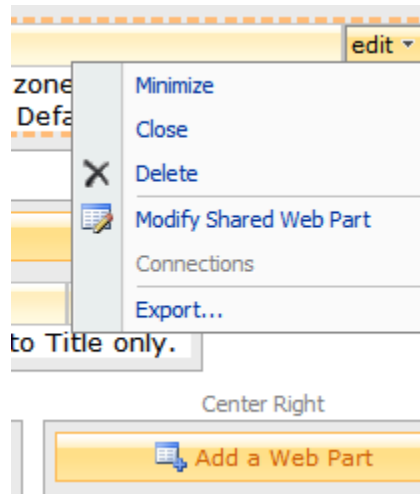 edit
zone
Minimize
Defa
Close
Delete
Modify Shared Web Part
Connections
Export...
to Title only.
Center Right
Add a Web Part